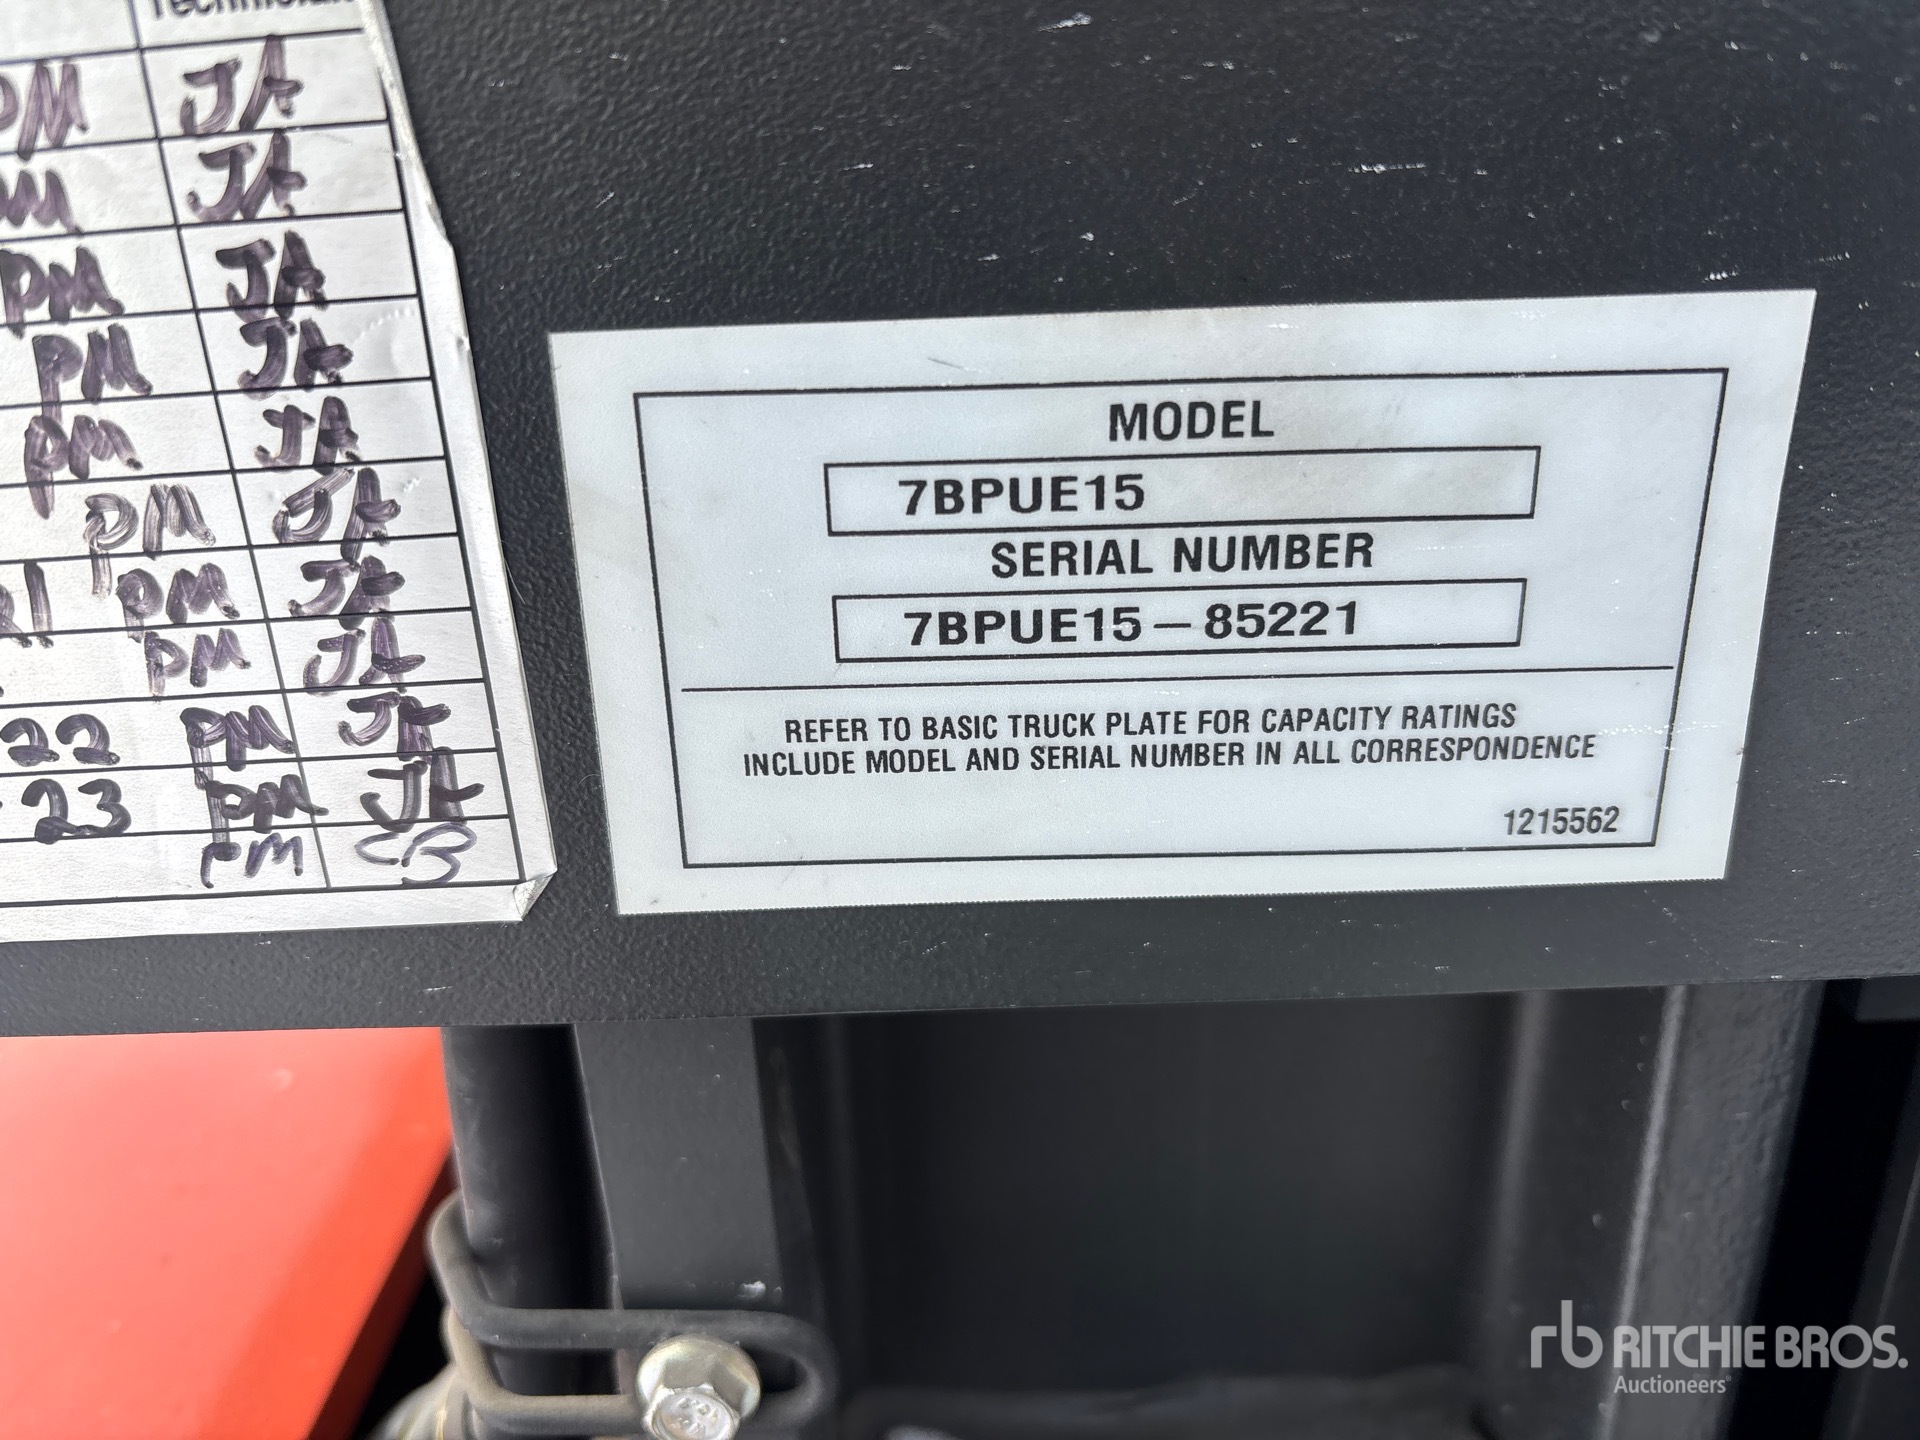 PM JA
JA
PM JA
PM JA
PM JA
PM JA
PM JA
PM JA
22 PM JA
23 PM JA
PM CB
MODEL
7BPUE15
SERIAL NUMBER
7BPUE15-85221
REFER TO BASIC TRUCK PLATE FOR CAPACITY RATINGS
INCLUDE MODEL AND SERIAL NUMBER IN ALL CORRESPONDENCE
1215562
rb RITCHIE BROS.
Auctioneers